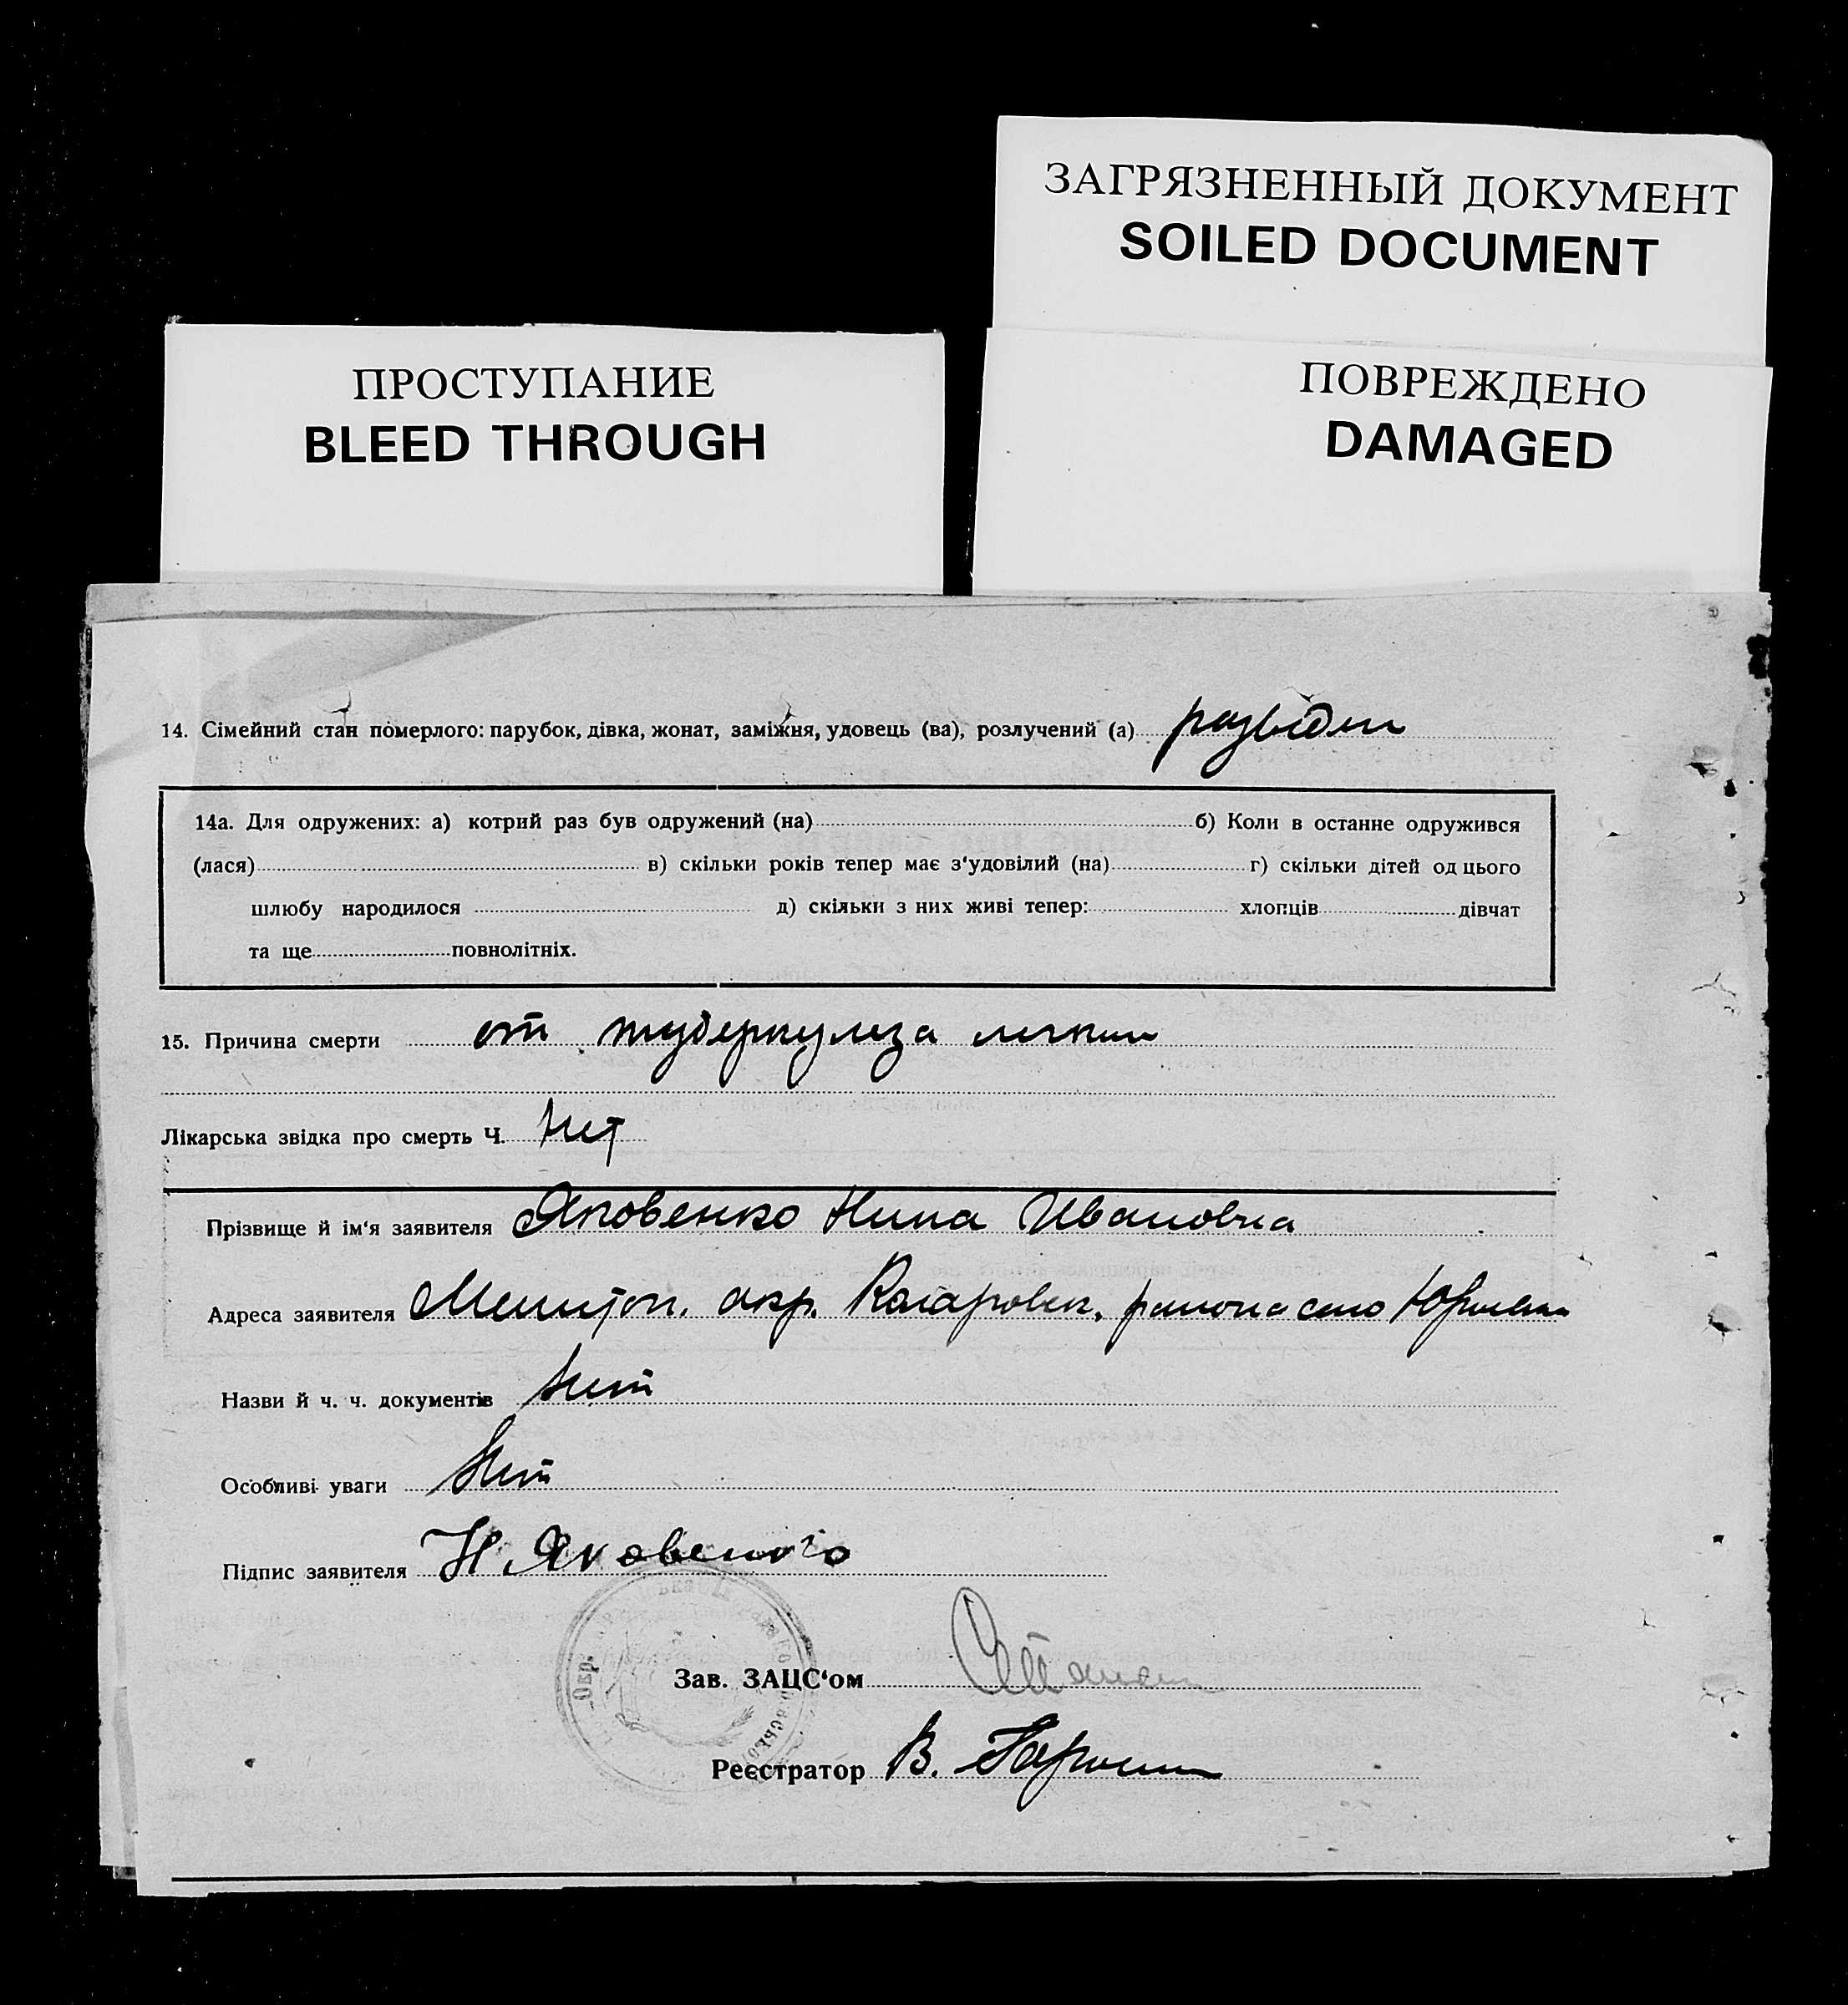 ЗАГРЯЗНЕННЫЙ ДОКУМЕНТ
SOILED DOCUMENT
ПРОСТУПАНИЕ
BLEED THROUGH
ПОВРЕЖДЕНО
DAMAGED
14. Сімейний стан померлого: парубок, дівка, жонат, заміжня, удовець (ва), розлучений (а)
14а. Для одружених: а) котрий раз був одружений (на) б) Коли в останне одружився
(лася) в) скільки років тепер має з‘удовілий (на) г) скільки дітей од цього
шлюбу народилося д) скільки з них живі тепер: хлопців дівчат
та ще повнолітніх.
15. Причина смерти от туберкулеза легких
Лікарська звідка про смерть Ч. Нет
Прізвище й ім‘я заявителя Яковенко Нина Ивановна
Адреса заявителя Мелитоп. окр. района село
Назви й ч. ч. документів Нет
Особливі уваги Нет
Підпис заявителя Н Яковенко
Зав. ЗАЦС‘ом
Реєстратор В.